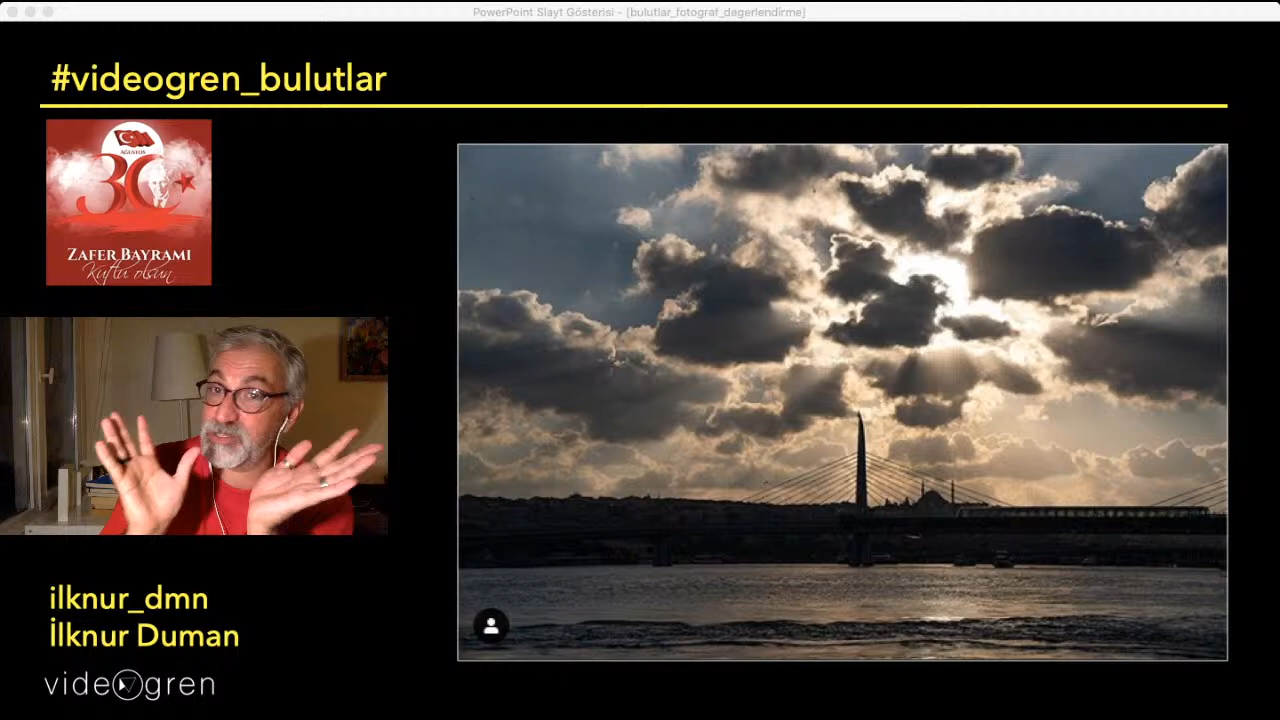 PowerPoint Slayt Gösterisi - [bulutlar_fotograf_degerlendirme]
#videogren_bulutlar
AĞUSTOS
30
ZAFER BAYRAMI
Kutlu olsun
ilknur_dmn
İlknur Duman
videogren